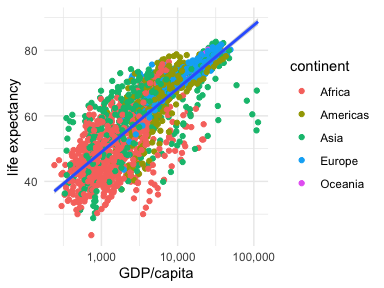 80
60
40
life expectancy
1,000
10,000
100,000
GDP/capita
continent
Africa
Americas
Asia
Europe
Oceania